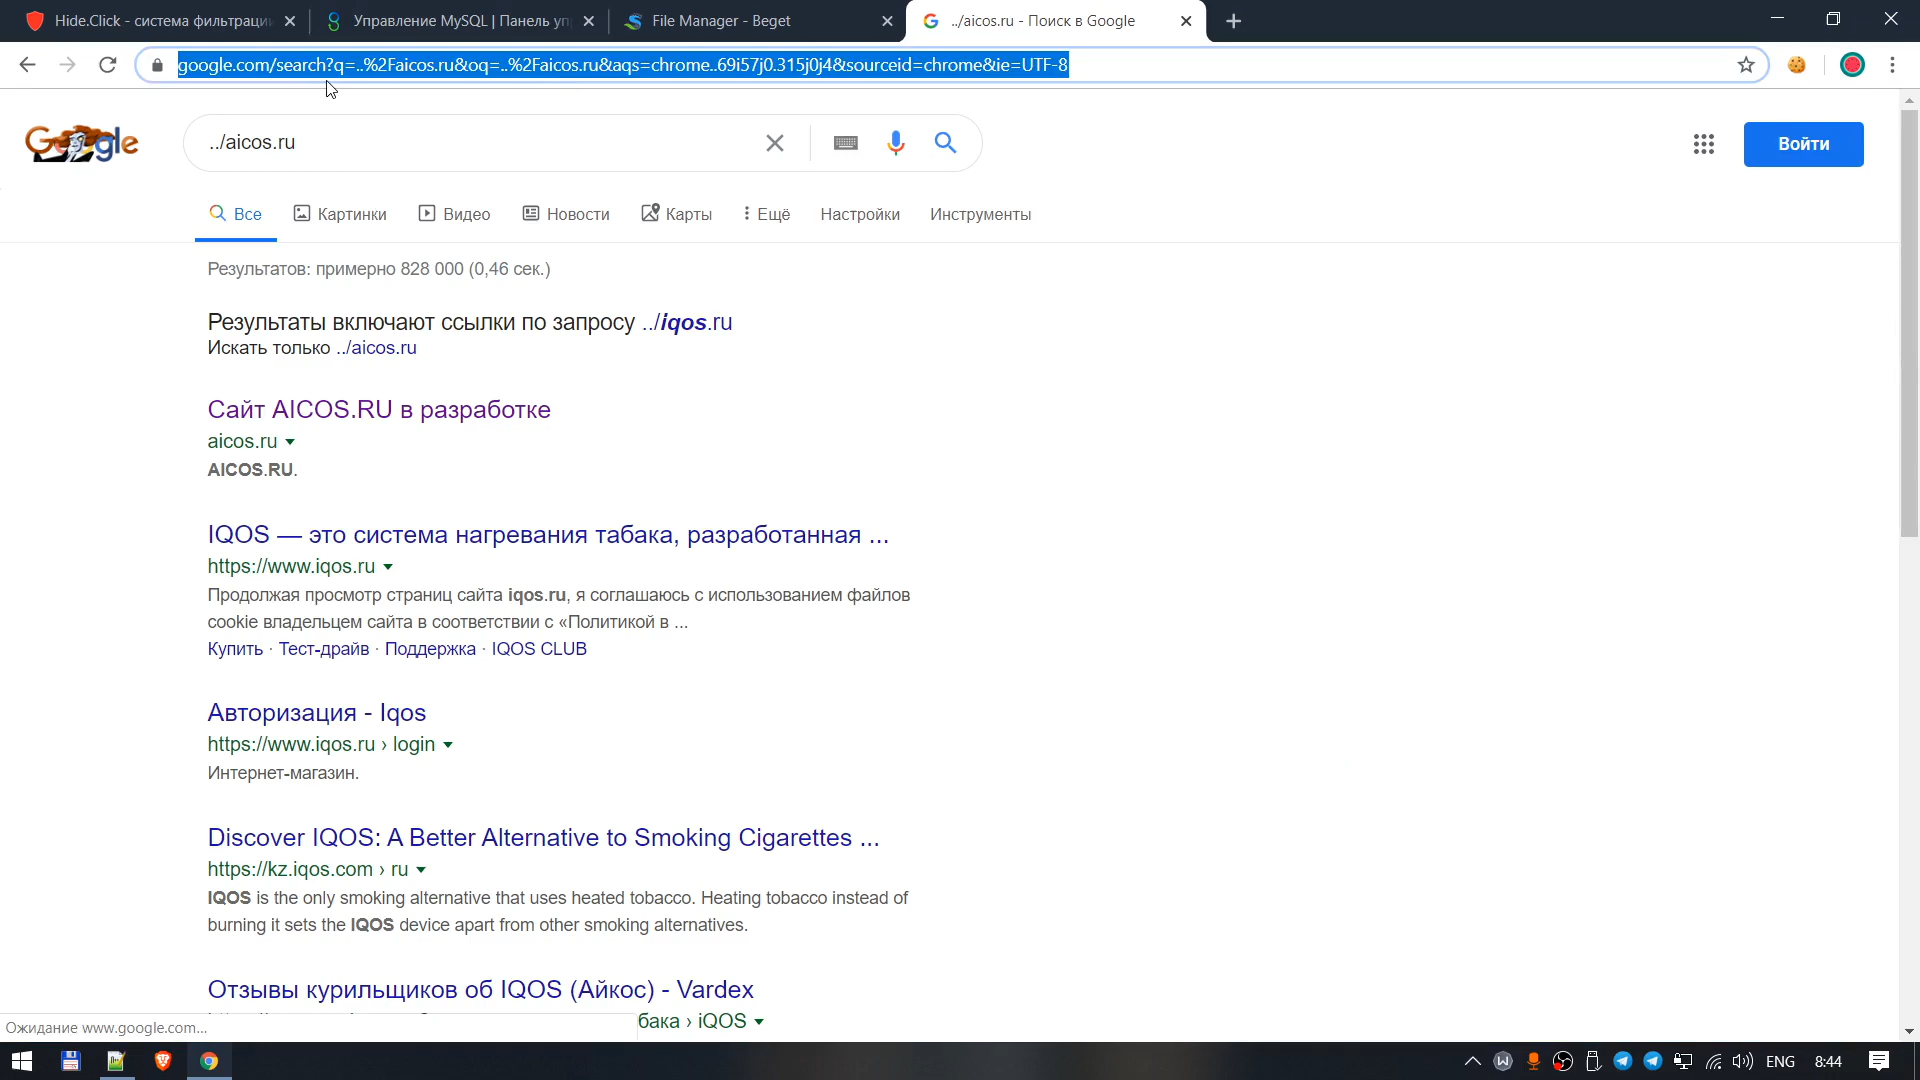 Hide.Click - система фильтраци
Управление MySQL | Панель упр
File Manager - Beget
../aicos.ru - Поиск в Google
google.com/search?q=..%2Faicos.ru&oq=..%2Faicos.ru&aqs=chrome..69i57j0.315j0j4&sourceid=chrome&ie=UTF-8
Google
../aicos.ru
Войти
Все
Картинки
Видео
Новости
Карты
Ещё
Настройки
Инструменты
Результатов: примерно 828 000 (0,46 сек.)
Результаты включают ссылки по запросу ../iqos.ru
Искать только ../aicos.ru
Сайт AICOS.RU в разработке
aicos.ru
AICOS.RU.
IQOS — это система нагревания табака, разработанная ...
https://www.iqos.ru
Продолжая просмотр страниц сайта iqos.ru, я соглашаюсь с использованием файлов
cookie владельцем сайта в соответствии с «Политикой в ...
Купить · Тест-драйв · Поддержка · IQOS CLUB
Авторизация - Iqos
https://www.iqos.ru › login
Интернет-магазин.
Discover IQOS: A Better Alternative to Smoking Cigarettes ...
https://kz.iqos.com › ru
IQOS is the only smoking alternative that uses heated tobacco. Heating tobacco instead of
burning it sets the IQOS device apart from other smoking alternatives.
Отзывы курильщиков об IQOS (Айкос) - Vardex
бака › iQOS
Ожидание www.google.com...
ENG
8:44